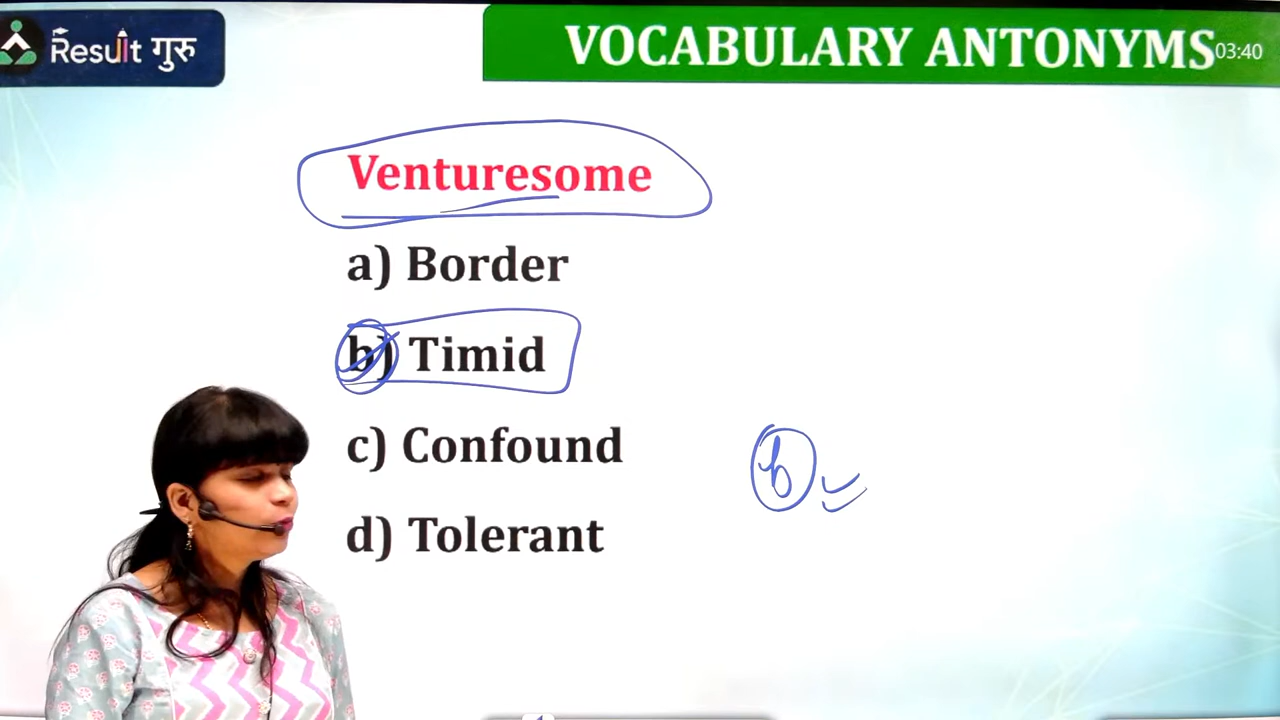 Result गुरु
VOCABULARY ANTONYMS
03:40
Venturesome
a) Border
b) Timid
c) Confound
d) Tolerant
b